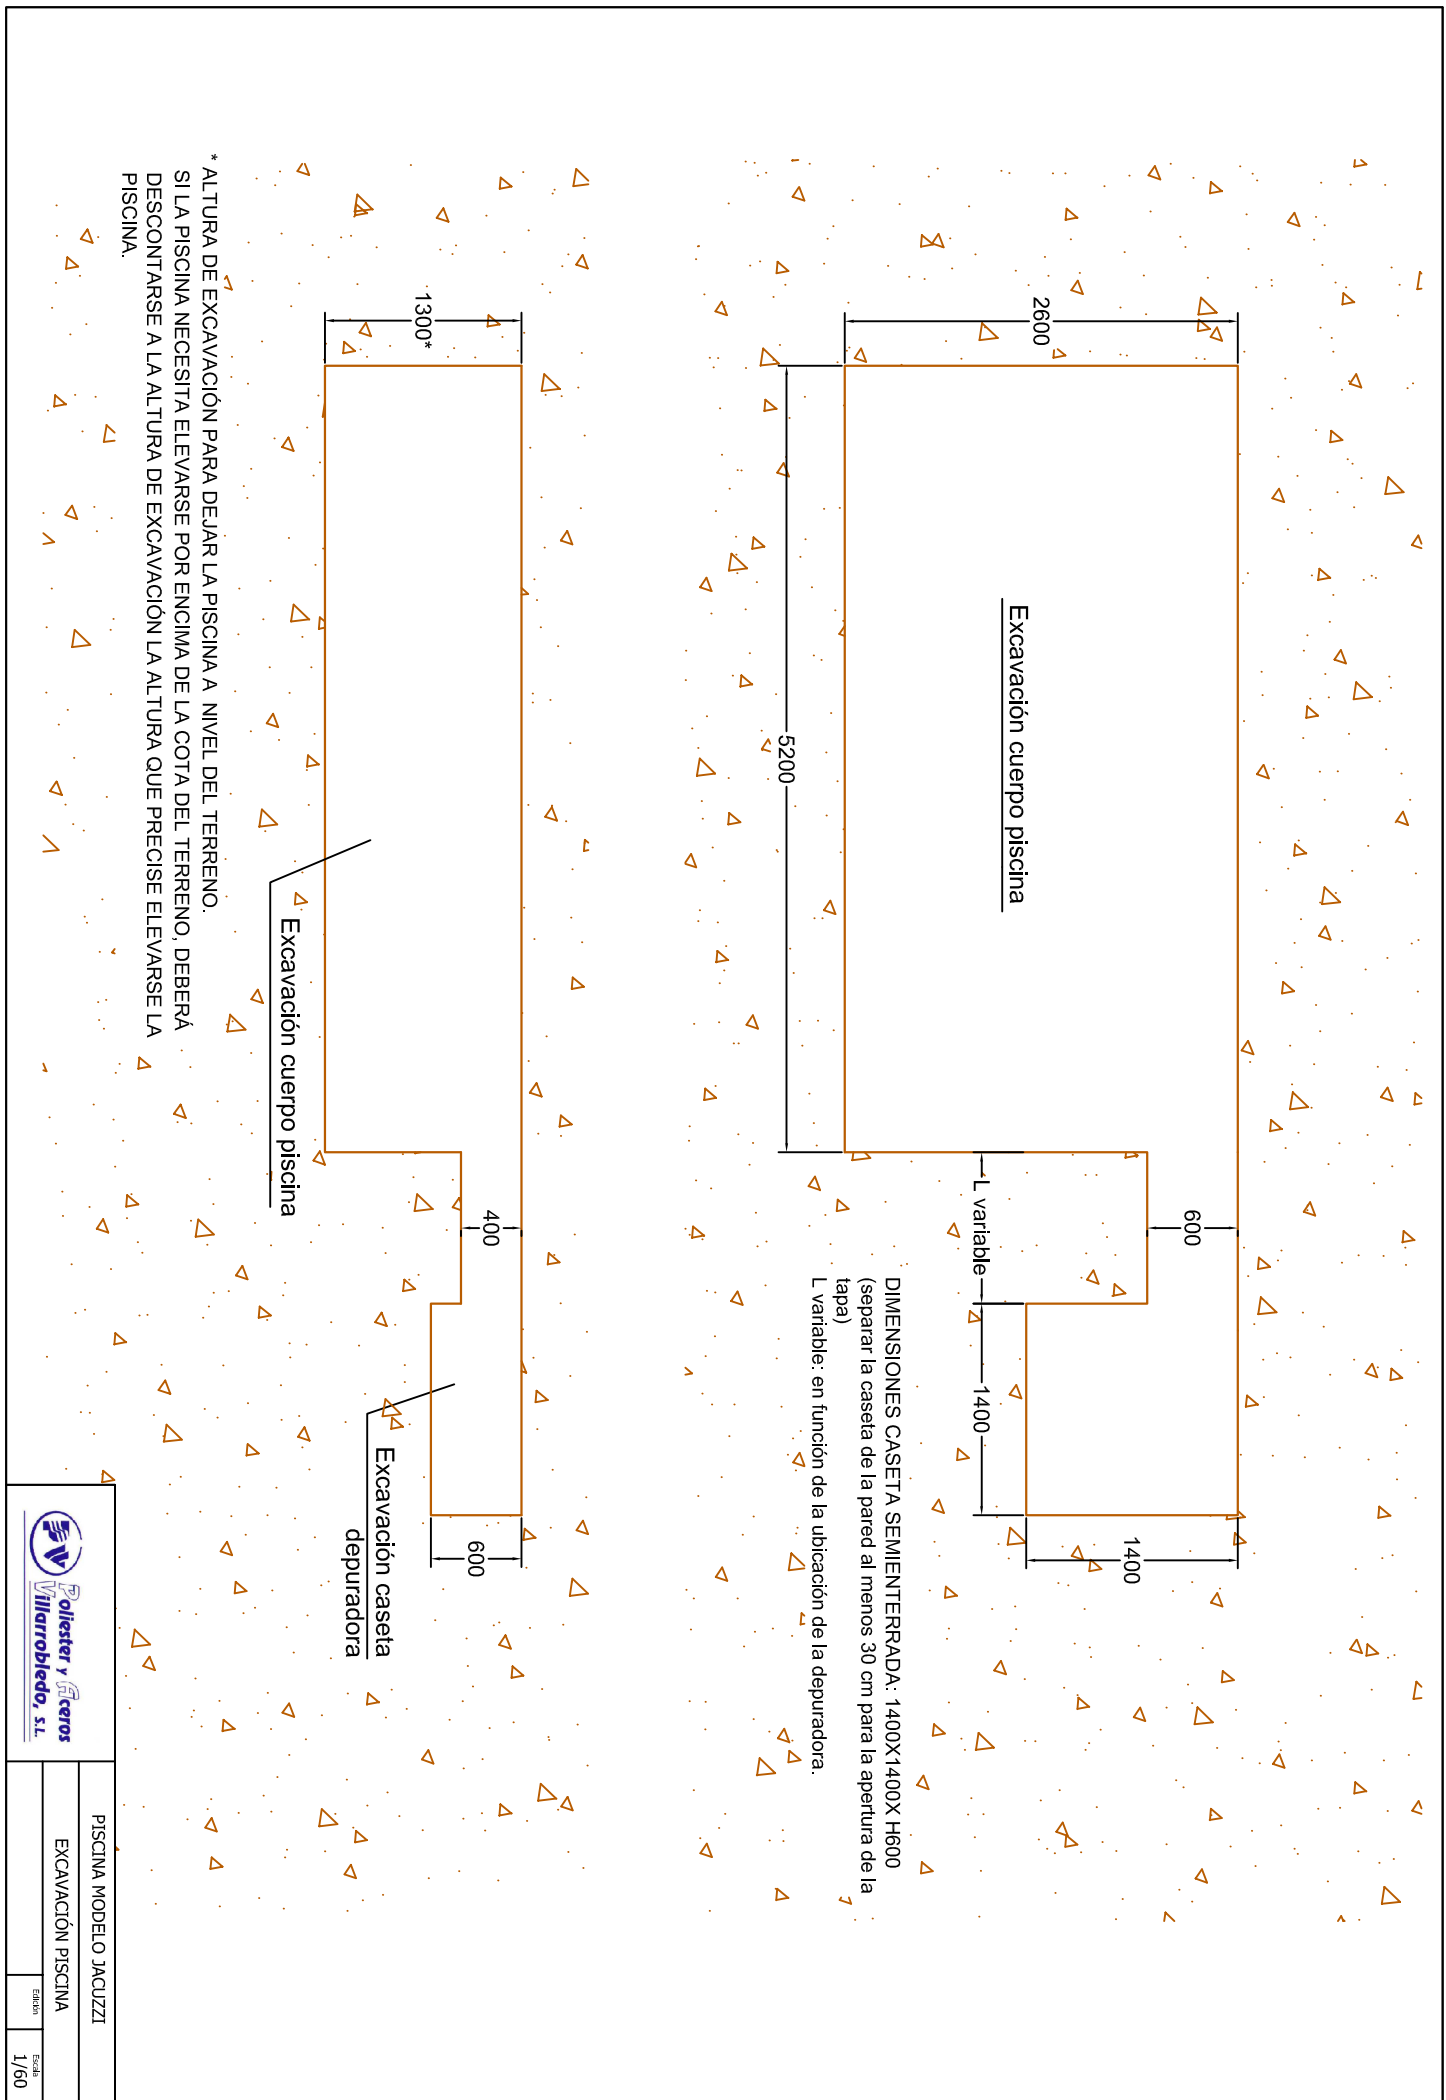 2600
Excavación cuerpo piscina
5200
L variable
600
1400
1400
DIMENSIONES CASETA SEMIENTERRADA: 1400X1400X H600
(separar la caseta de la pared al menos 30 cm para la apertura de la
tapa)
L variable: en función de la ubicación de la depuradora.
1300*
400
600
Excavación cuerpo piscina
Excavación caseta
depuradora
* ALTURA DE EXCAVACIÓN PARA DEJAR LA PISCINA A NIVEL DEL TERRENO.
SI LA PISCINA NECESITA ELEVARSE POR ENCIMA DE LA COTA DEL TERRENO, DEBERÁ
DESCONTARSE A LA ALTURA DE EXCAVACIÓN LA ALTURA QUE PRECISE ELEVARSE LA
PISCINA.
Poliester y Aceros
Villarrobledo, S.L.
PISCINA MODELO JACUZZI
EXCAVACIÓN PISCINA
Edición
Escala
1/60